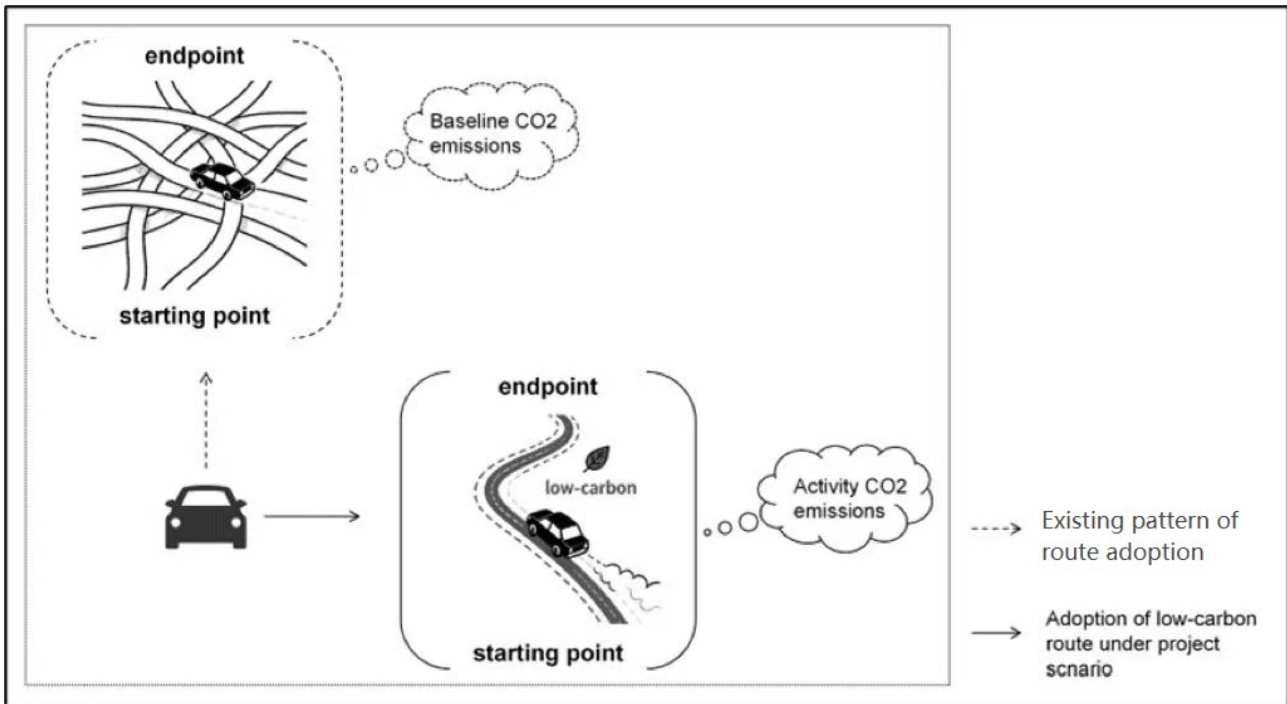 endpoint
Baseline CO2
emissions
starting point
endpoint
low-carbon
Activity CO2
emissions
starting point
Existing pattern of
route adoption
Adoption of low-carbon
route under project
scnario